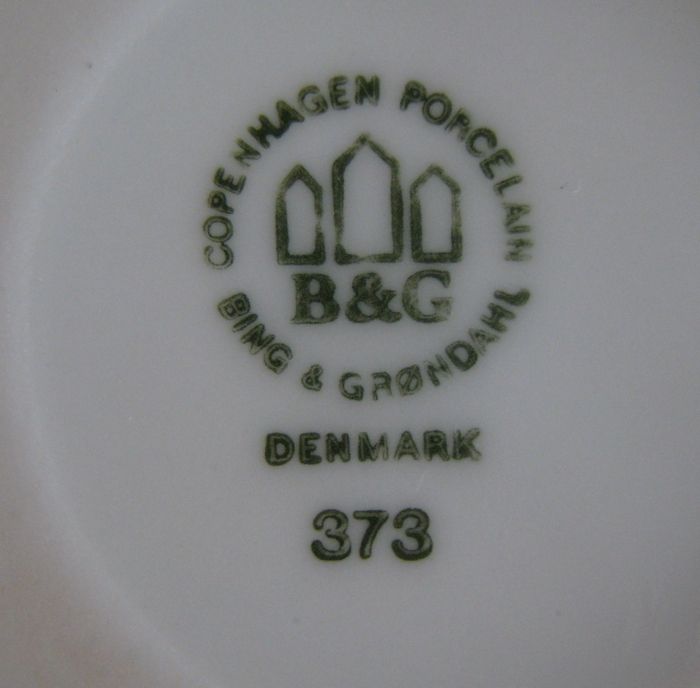 COPENHAGEN PORCELAIN
B&G
BING & GRØNDAHL
DENMARK
373